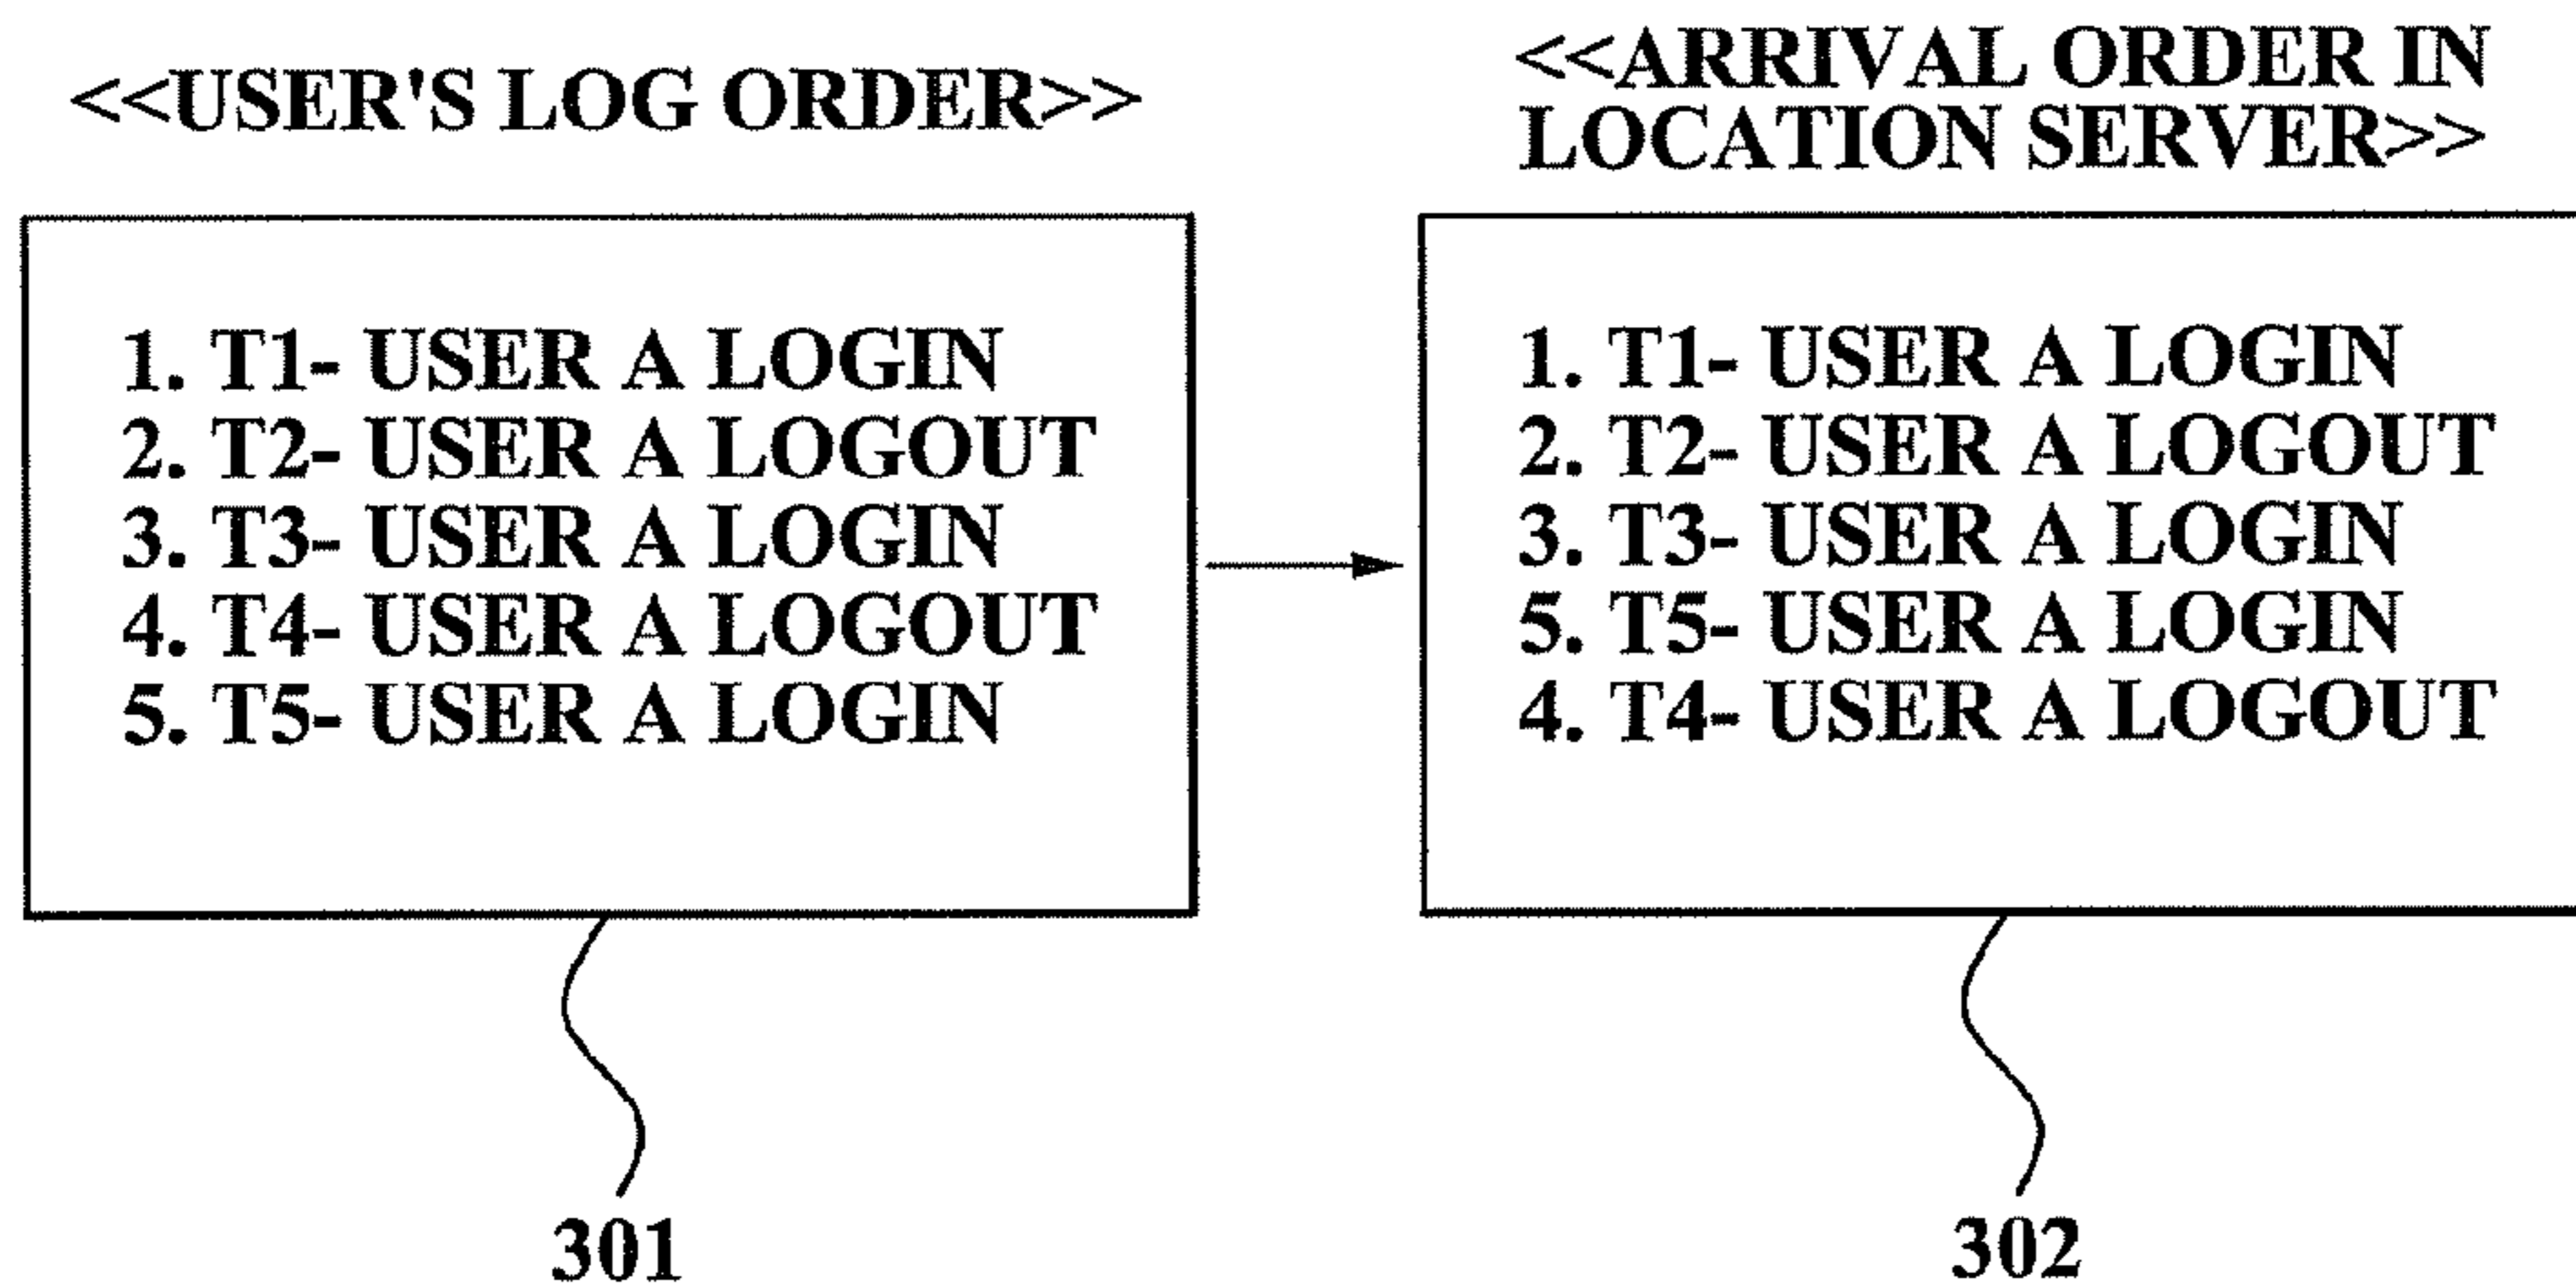 <<USER'S LOG ORDER>>
1. T1- USER A LOGIN
2. T2- USER A LOGOUT
3. T3- USER A LOGIN
4. T4- USER A LOGOUT
5. T5- USER A LOGIN
301
<<ARRIVAL ORDER IN
LOCATION SERVER>>
1. T1- USER A LOGIN
2. T2- USER A LOGOUT
3. T3- USER A LOGIN
5. T5- USER A LOGIN
4. T4- USER A LOGOUT
302